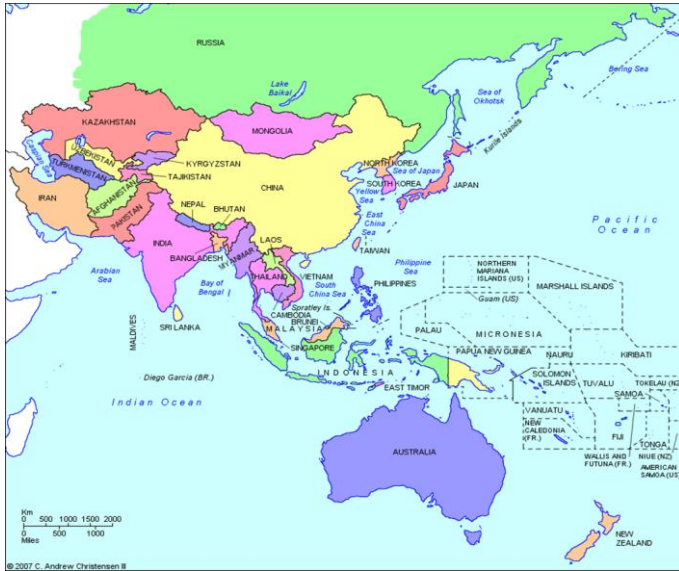 RUSSIA
Bering Sea
Lake
Baikal
Sea of
Okhotsk
KAZAKHSTAN
MONGOLIA
Kurile Islands
Caspian Sea
UZBEKISTAN
TURKMENISTAN
KYRGYZSTAN
TAJIKISTAN
NORTH KOREA
Sea of Japan
SOUTH KOREA
JAPAN
CHINA
Yellow
Sea
IRAN
AFGHANISTAN
PAKISTAN
NEPAL
BHUTAN
East
China
Sea
Pacific
Ocean
INDIA
LAOS
TAIWAN
BANGLADESH
MYANMAR
Arabian
Sea
Philippine
Sea
NORTHERN
MARIANA
ISLANDS (US)
THAILAND
VIETNAM
Bay of
Bengal
South
China Sea
PHILIPPINES
MARSHALL ISLANDS
Guam (US)
Spratley is.
CAMBODIA
BRUNEI
MALAYSIA
MALDIVES
SRI LANKA
PALAU
MICRONESIA
SINGAPORE
PAPUA NEW GUINEA
NAURU
KIRIBATI
INDONESIA
Diego Garcia (BR.)
EAST TIMOR
SOLOMON
ISLANDS
TUVALU
TOKELAU (NZ)
SAMOA
Indian Ocean
VANUATU
NEW
CALEDONIA
(FR.)
FIJI
TONGA
WALLIS AND
FUTUNA (FR.)
NIUE (NZ)
AMERICAN
SAMOA (US)
AUSTRALIA
NEW
ZEALAND
Km
0 500 1000 1500 2000
0 500 1000
Miles
© 2007 C. Andrew Christensen III